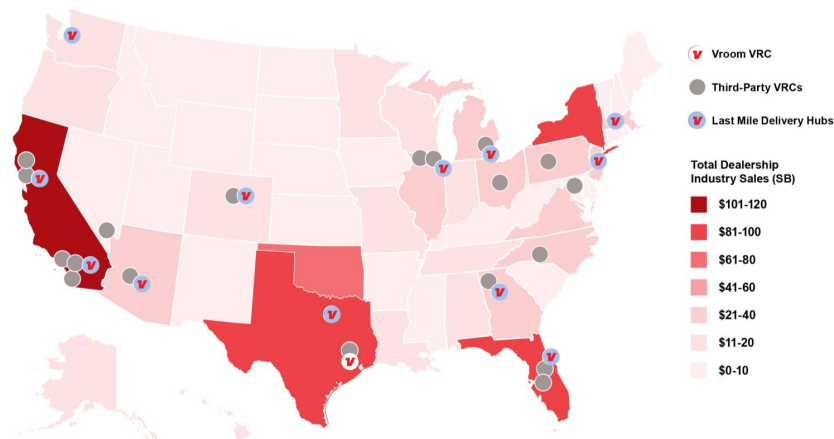 Vroom VRC
Third-Party VRCs
Last Mile Delivery Hubs
Total Dealership
Industry Sales (SB)
$101-120
$81-100
$61-80
$41-60
$21-40
$11-20
$0-10